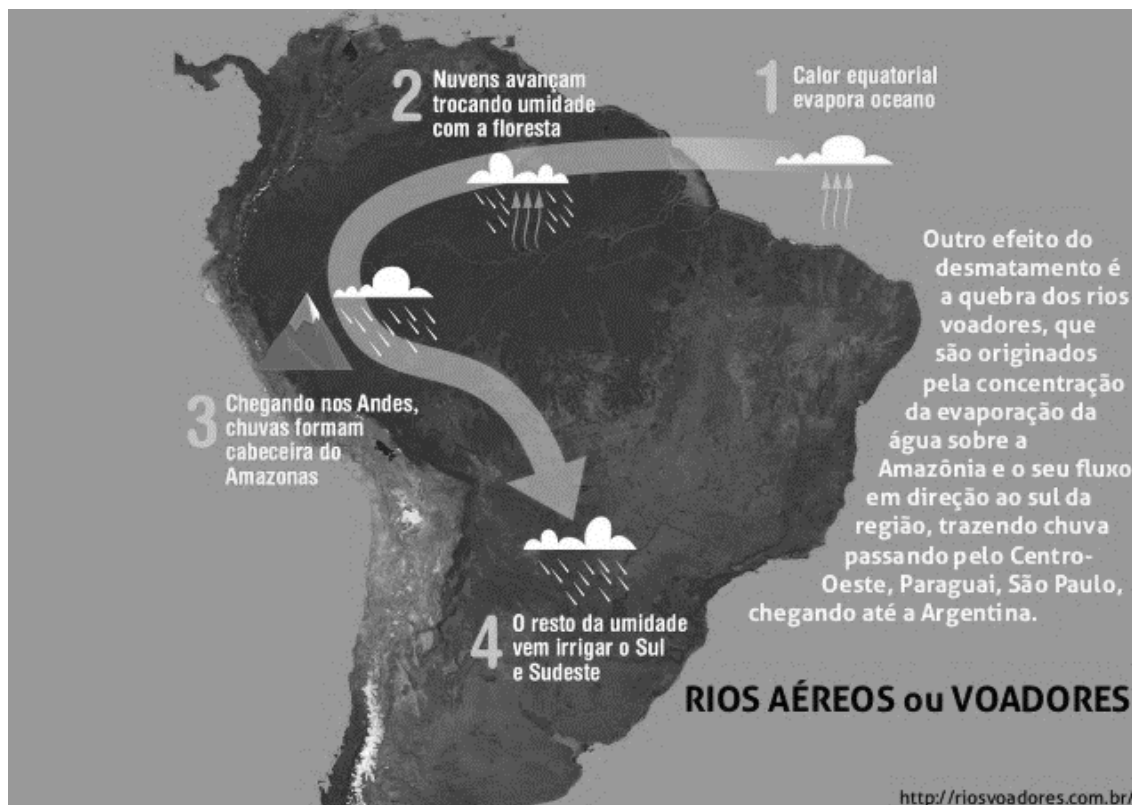 1 Calor equatorial
evapora oceano
2 Nuvens avançam
trocando umidade
com a floresta
3 Chegando nos Andes,
chuvas formam
cabeceira do
Amazonas
4 O resto da umidade
vem irrigar o Sul
e Sudeste
Outro efeito do
desmatamento é
a quebra dos rios
voadores, que
são originados
pela concentração
da evaporação da
água sobre a
Amazônia e o seu fluxo
em direção ao sul da
região, trazendo chuva
passando pelo Centro-
Oeste, Paraguai, São Paulo,
chegando até a Argentina.
RIOS AÉREOS ou VOADORES
http://riosvoadores.com.br/